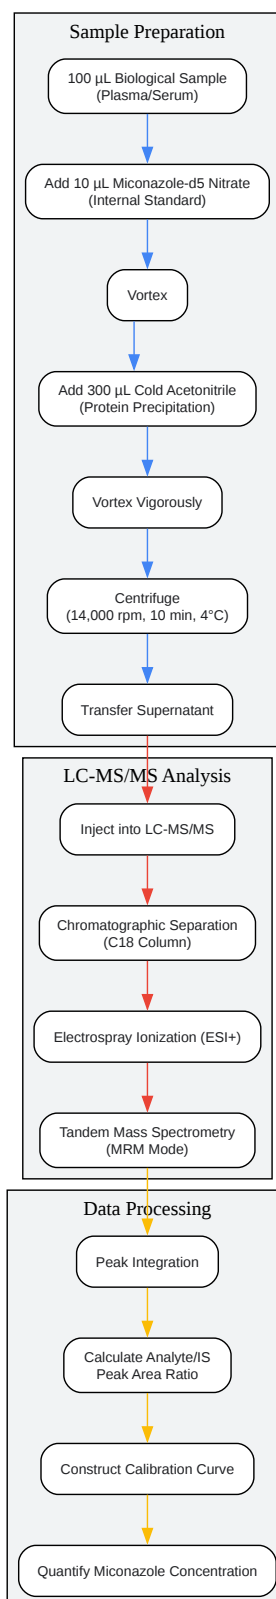 Sample Preparation
100 µL Biological Sample
(Plasma/Serum)
Add 10 µL Miconazole-d5 Nitrate
(Internal Standard)
Vortex
Add 300 µL Cold Acetonitrile
(Protein Precipitation)
Vortex Vigorously
Centrifuge
(14,000 rpm, 10 min, 4°C)
Transfer Supernatant
LC-MS/MS Analysis
Inject into LC-MS/MS
Chromatographic Separation
(C18 Column)
Electrospray Ionization (ESI+)
Tandem Mass Spectrometry
(MRM Mode)
Data Processing
Peak Integration
Calculate Analyte/IS
Peak Area Ratio
Construct Calibration Curve
Quantify Miconazole Concentration